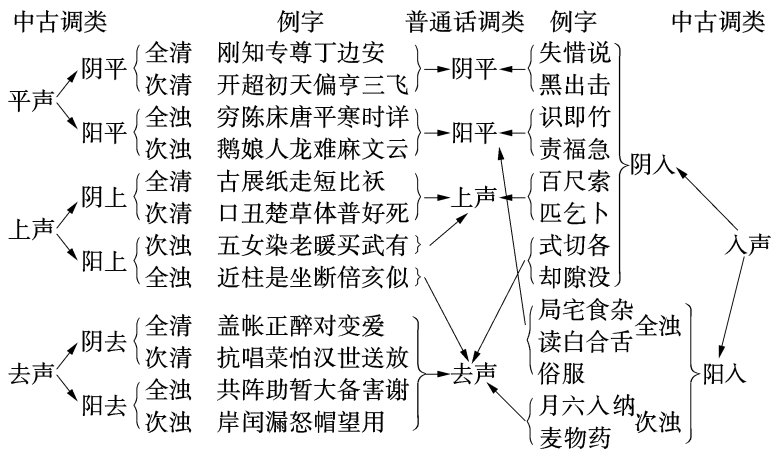 中古调类 例字 普通话调类 例字 中古调类
全清 刚知专尊丁边安 失惜说
阴平 阴平
次清 开超初天偏亨三飞 黑出击
平声
全浊 穷陈床唐平寒时详 识即竹
阳平 阳平
次浊 鹅娘人龙难麻文云 责福急
阴入
全清 古展纸走短比袄 百尺索
阴上 上声
次清 口丑楚草体普好死 匹乞卜
上声 入声
次浊 五女染老暖买武有 式切各
阳上
全浊 近柱是坐断倍亥似 却隙没
局宅食杂
全清 盖帐正醉对变爱 全浊
阴去 读白合舌
次清 抗唱菜怕汉世送放
去声 去声 俗服 阳入
全浊 共阵助暂大备害谢
阳去 月六入纳
次浊 岸闰漏怒帽望用 次浊
麦物药